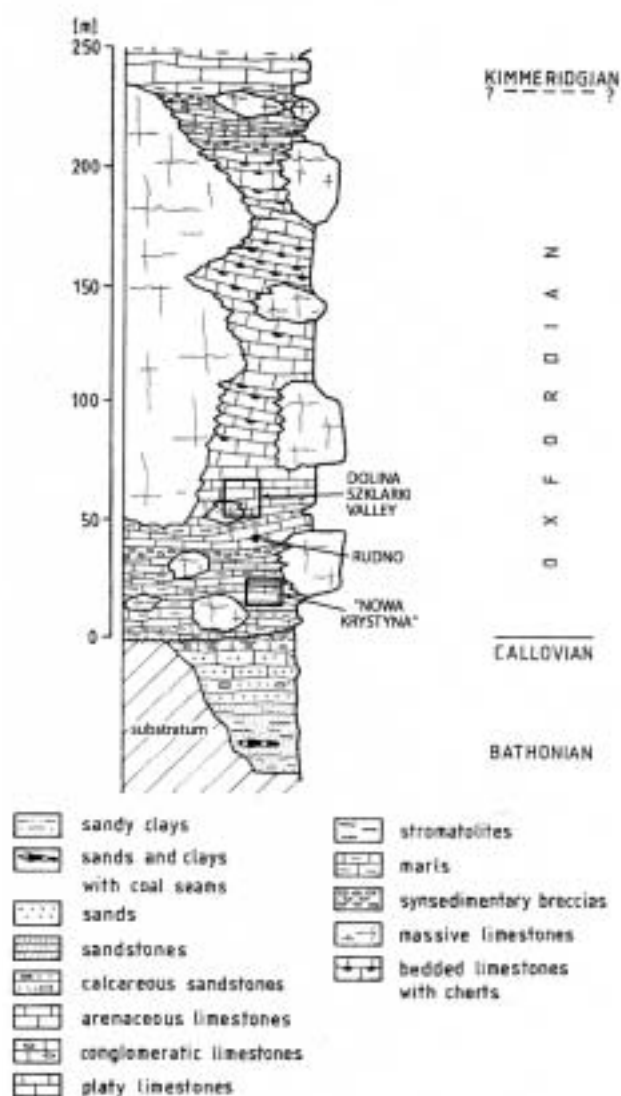 [m]
250
200
150
100
50
0
KIMMERIDGIAN
? ?
OXFORDIAN
DOLINA
SZKLARKI
VALLEY
RUDNO
"NOWA
KRYSTYNA"
CALLOVIAN
substratum
BATHONIAN
sandy clays
sands and clays
with coal seams
sands
sandstones
calcareous sandstones
arenaceous limestones
conglomeratic limestones
platy limestones
stromatolites
marls
synsedimentary breccias
massive limestones
bedded limestones
with cherts